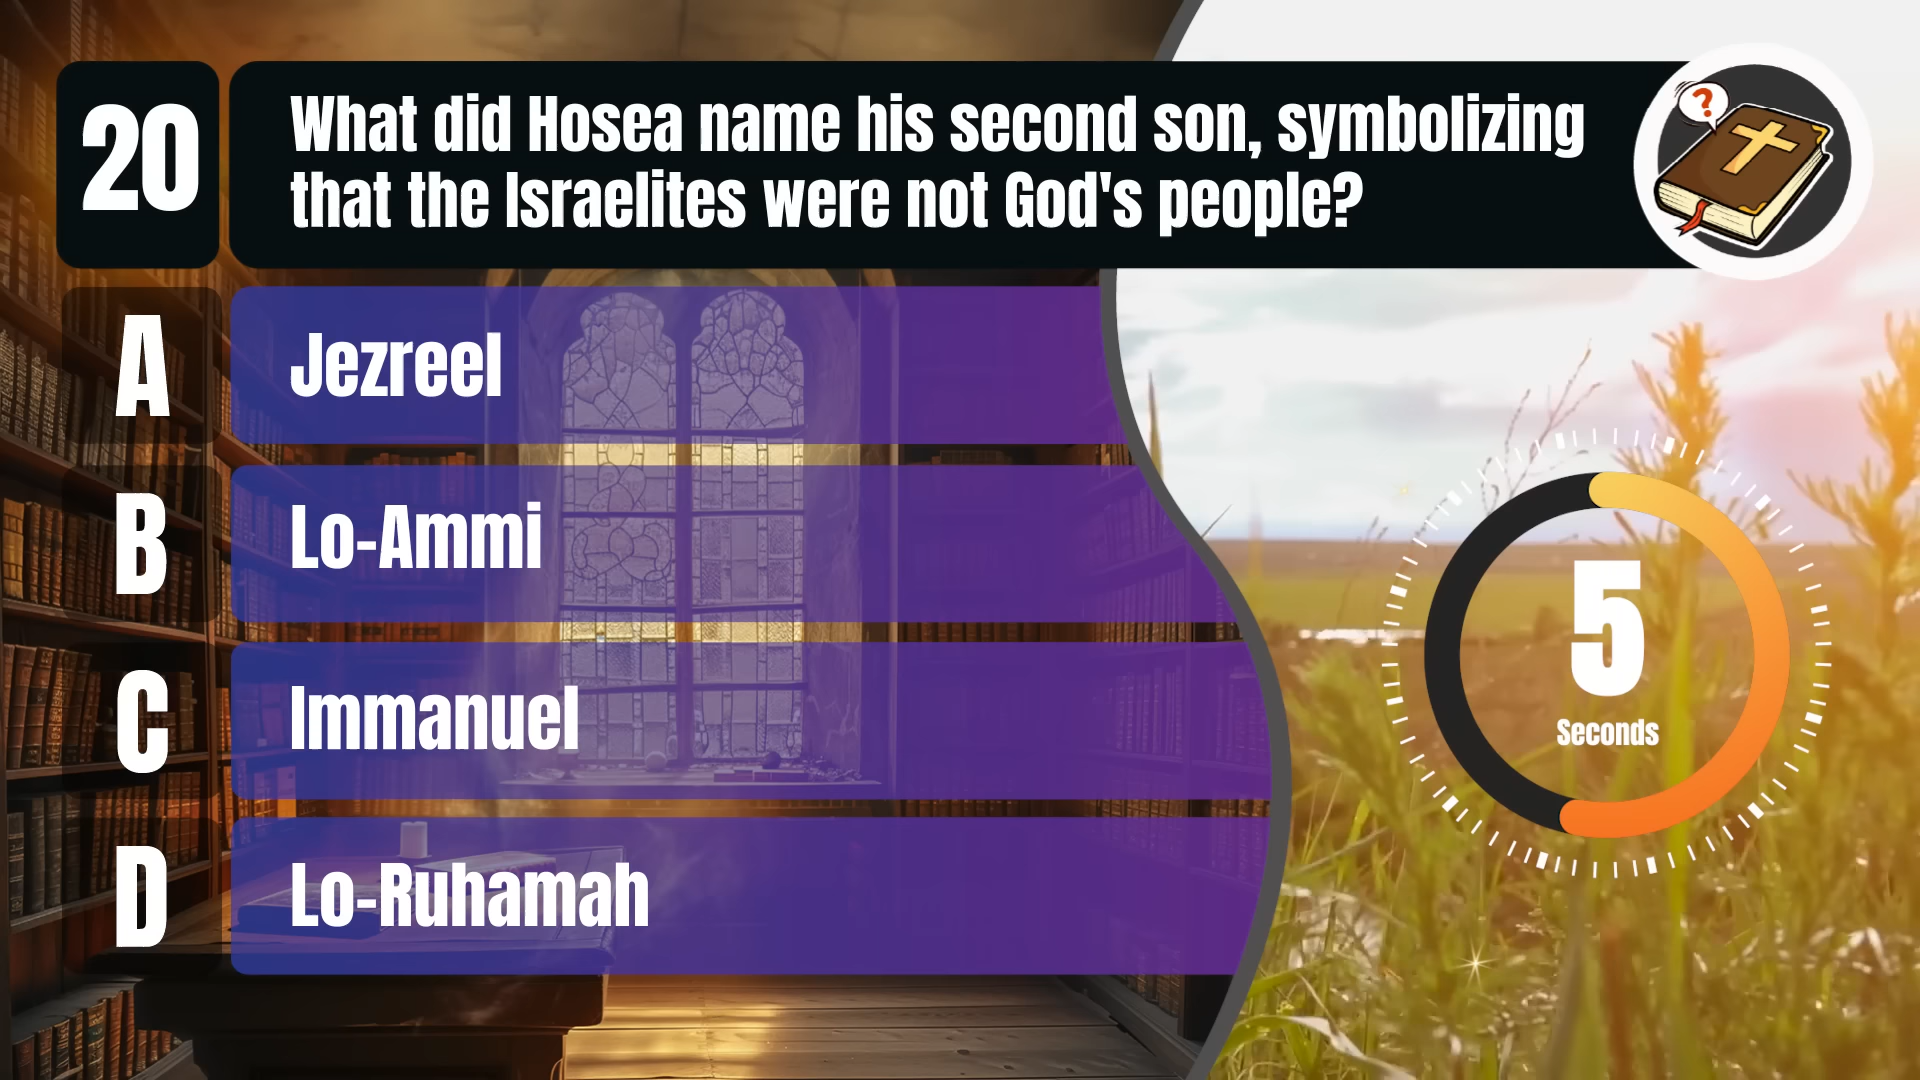 20
What did Hosea name his second son, symbolizing
that the Israelites were not God's people?
?
A
Jezreel
B
Lo-Ammi
C
Immanuel
D
Lo-Ruhamah
5
Seconds